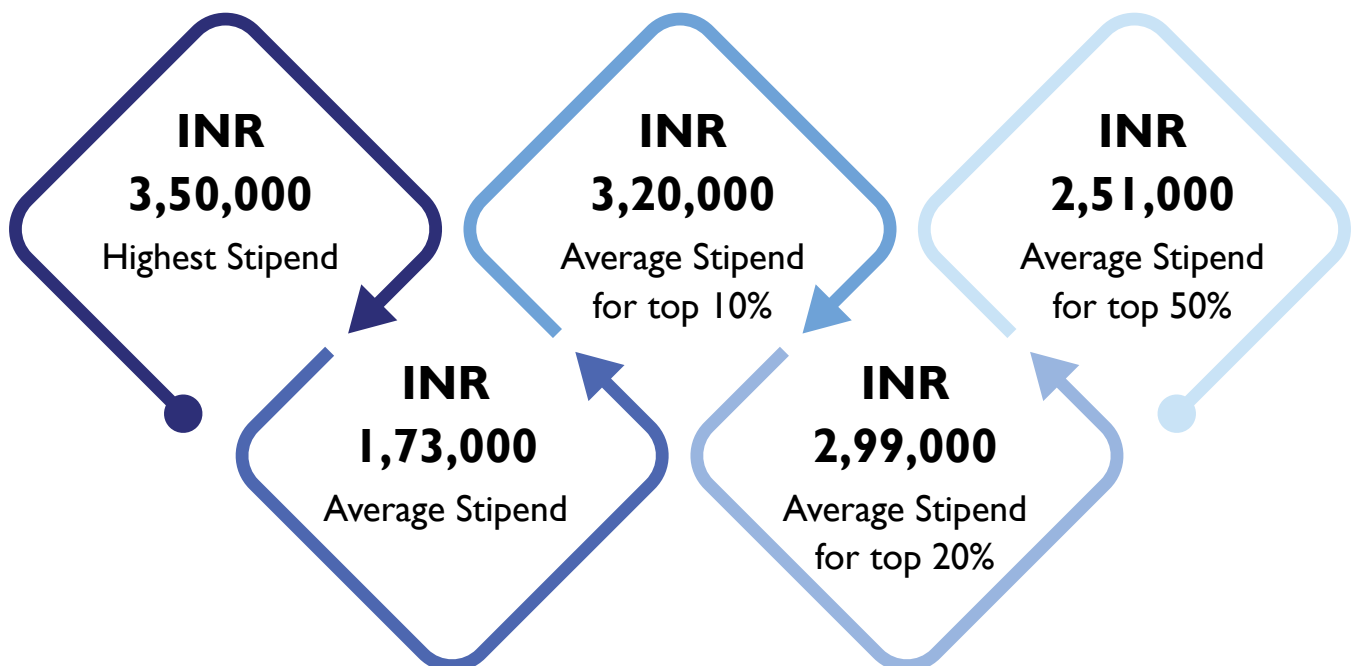 INR
3,50,000
Highest Stipend
INR
1,73,000
Average Stipend
INR
3,20,000
Average Stipend
for top 10%
INR
2,99,000
Average Stipend
for top 20%
INR
2,51,000
Average Stipend
for top 50%